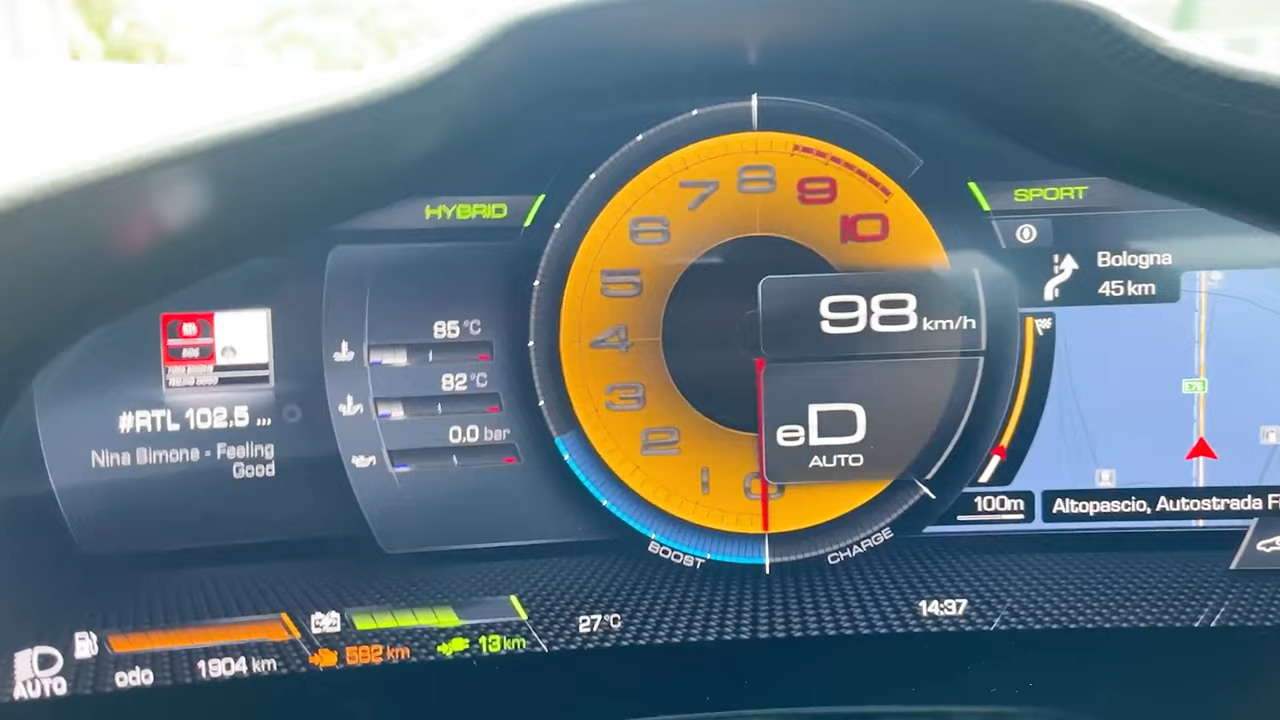 HYBRID
SPORT
Bologna
45 km
#RTL 102.5 ...
Nina Simone - Feeling
Good
85 °C
82 °C
0,0 bar
0
1
2
3
4
5
6
7
8
9
10
98 km/h
eD
AUTO
BOOST
CHARGE
100m
Altopascio, Autostrada F
AUTO
odo
1904 km
582 km
13 km
27 °C
14:37